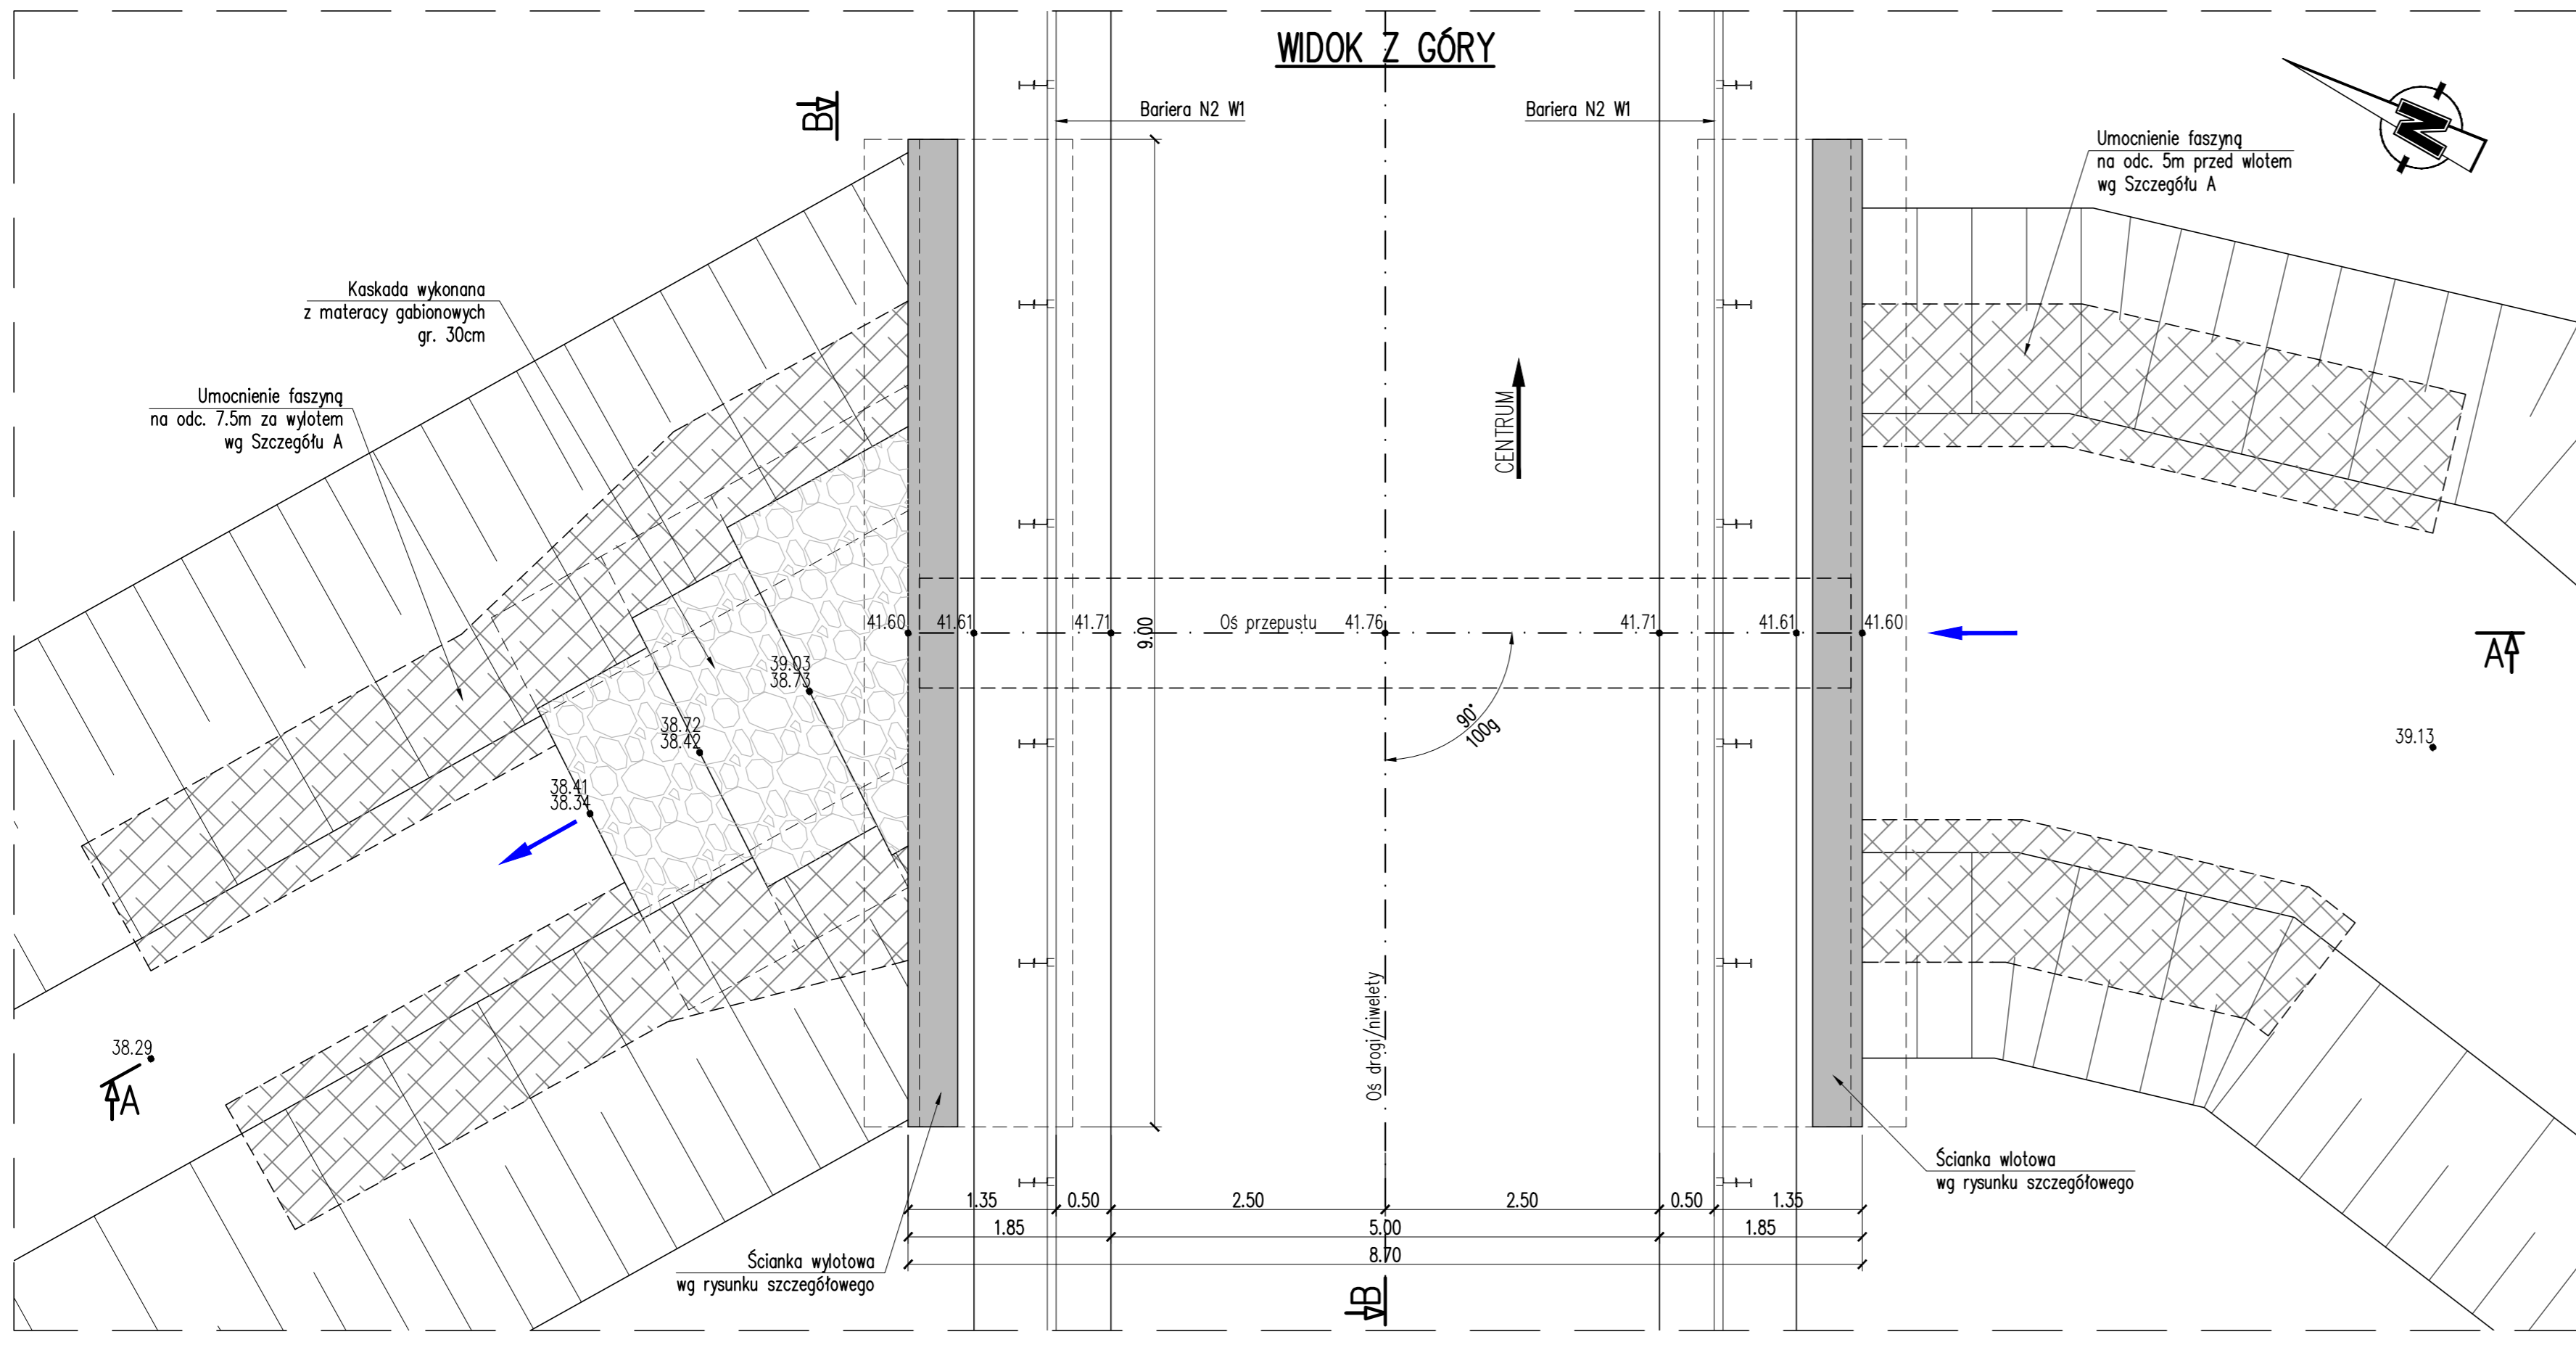 WIDOK Z GÓRY
B
Bariera N2 W1
Bariera N2 W1
N
Umocnienie faszyną
na odc. 5m przed wlotem
wg Szczegółu A
Kaskada wykonana
z materacy gabionowych
gr. 30cm
Umocnienie faszyną
na odc. 7.5m za wylotem
wg Szczegółu A
CENTRUM
41.60
41.61
41.71
9.00
Oś przepustu
41.76
41.71
41.61
41.60
A
39.03
38.73
38.72
38.42
38.41
38.34
90°
100g
39.13
38.29
A
Oś drogi/niwelety
Ścianka wlotowa
wg rysunku szczegółowego
1.35 0.50 2.50 2.50 0.50 1.35
1.85 5.00 1.85
8.70
Ścianka wylotowa
wg rysunku szczegółowego
B